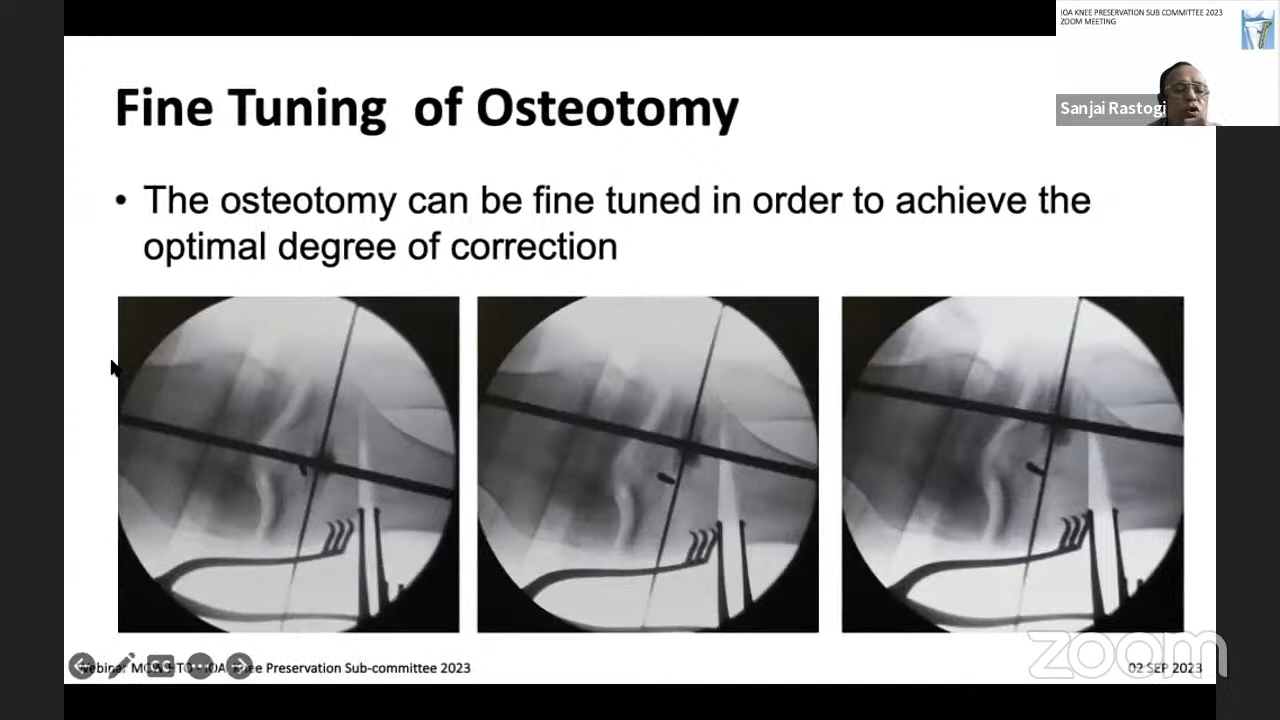 IOA KNEE PRESERVATION SUB COMMITTEE 2023
ZOOM MEETING
Sanjai Rastogi
Fine Tuning of Osteotomy
• The osteotomy can be fine tuned in order to achieve the
optimal degree of correction
Knee Preservation Sub-committee 2023
zoom
02 SEP 2023